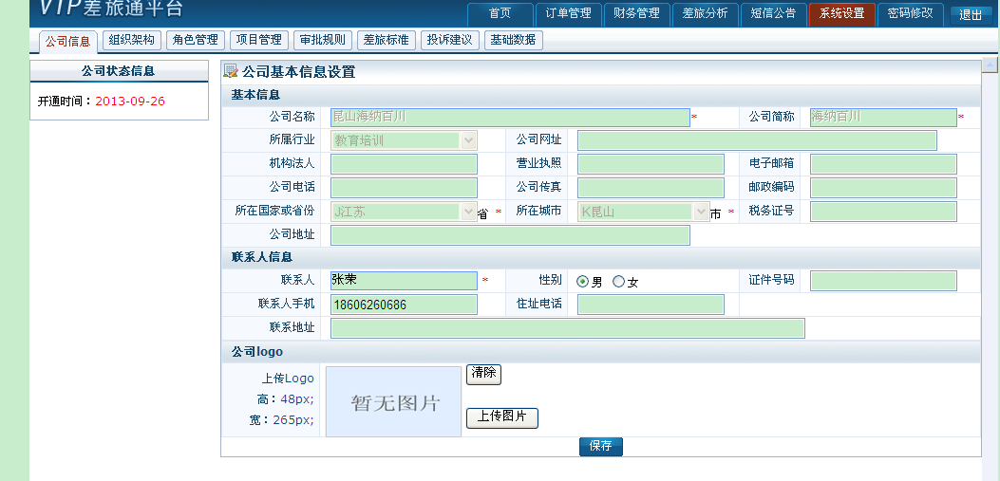 VIP差旅通平台
首页 订单管理 财务管理 差旅分析 短信公告 系统设置 密码修改 退出
公司信息 组织架构 角色管理 项目管理 审批规则 差旅标准 投诉建议 基础数据
公司状态信息
开通时间：2013-09-26
公司基本信息设置
基本信息
公司名称 昆山海纳百川 * 公司简称 海纳百川 *
所属行业 教育培训 公司网址
机构法人 营业执照 电子邮箱
公司电话 公司传真 邮政编码
所在国家或省份 J江苏 省 * 所在城市 K昆山 市 * 税务证号
公司地址
联系人信息
联系人 张荣 * 性别 男 女 证件号码
联系人手机 18606260686 住址电话
联系地址
公司logo
上传Logo
高：48px;
宽：265px;
暂无图片
清除
上传图片
保存